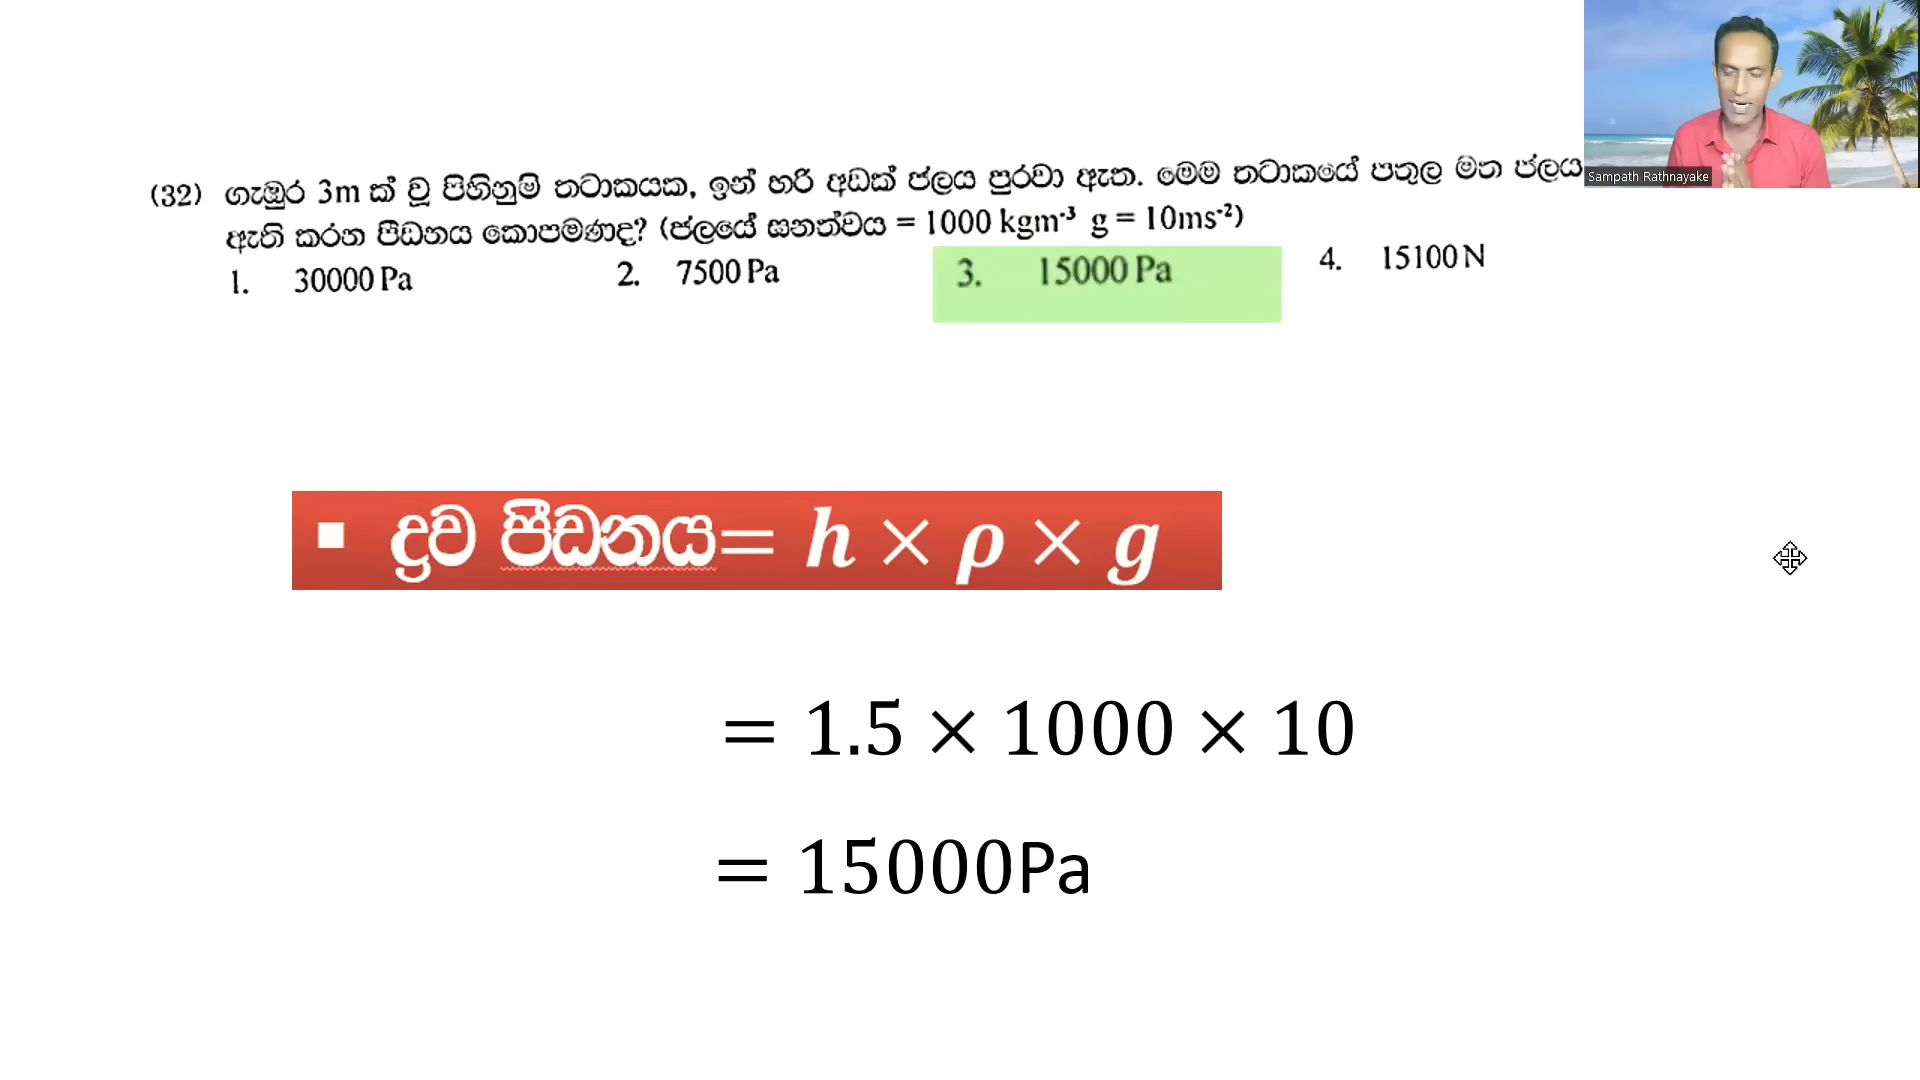 (32) ගැඹුර 3m ක් වූ පිහිනුම් තටාකයක, ඉන් හරි අඩක් ජලය පුරවා ඇත. මෙම තටාකයේ පතුල මත ජලය
ඇති කරන පීඩනය කොපමණද? (ජලයේ ඝනත්වය = 1000 kgm⁻³ g = 10ms⁻²)
1. 30000 Pa 2. 7500 Pa 3. 15000 Pa 4. 15100 N
Sampath Rathnayake
▪ ද්‍රව පීඩනය= h × ρ × g
= 1.5 × 1000 × 10
= 15000Pa